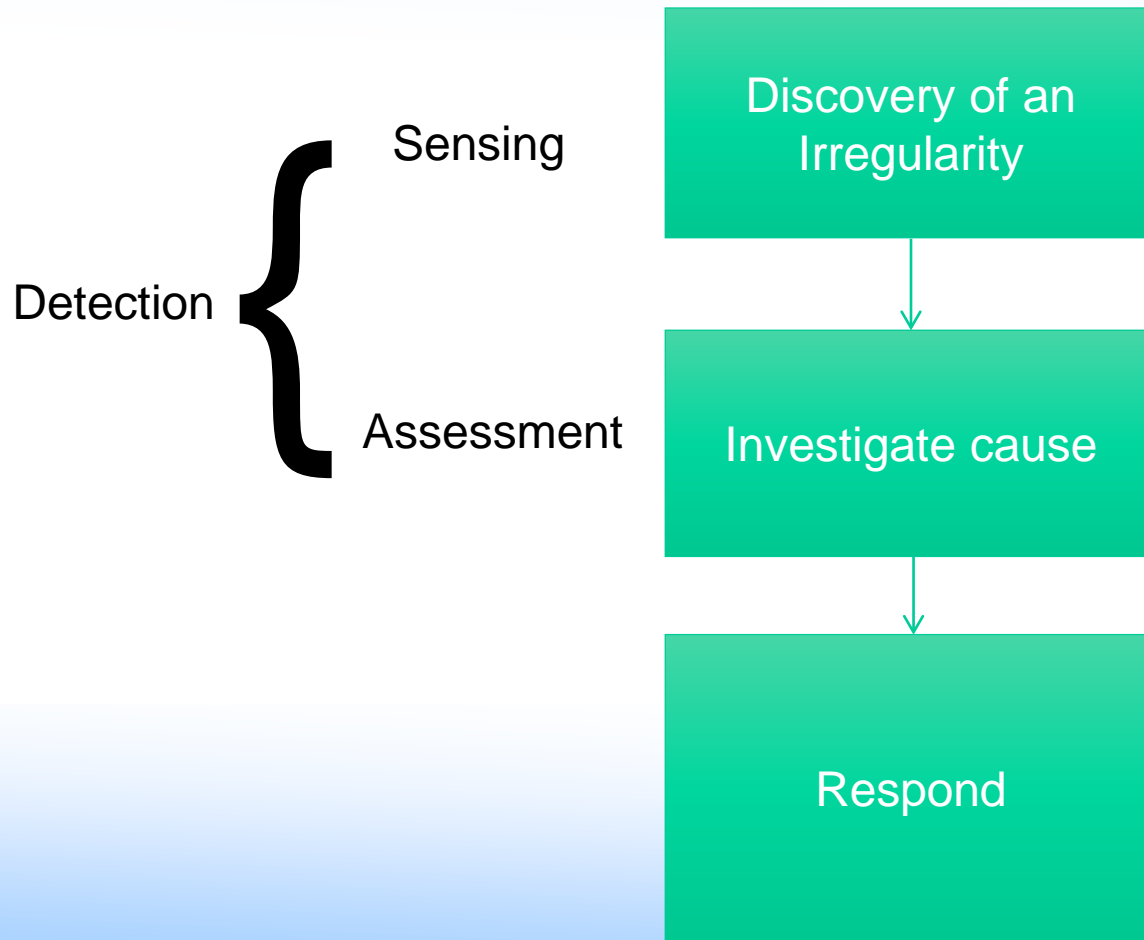 Detection
{
Sensing
Assessment
Discovery of an
Irregularity
Investigate cause
Respond